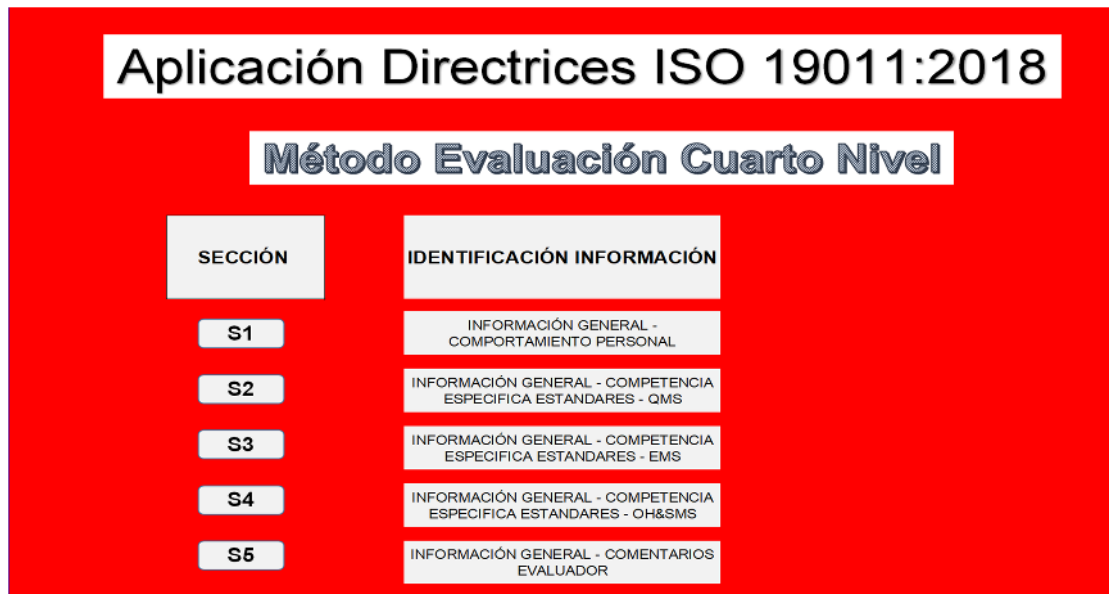 Aplicación Directrices ISO 19011:2018
Método Evaluación Cuarto Nivel
SECCIÓN
IDENTIFICACIÓN INFORMACIÓN
S1
INFORMACIÓN GENERAL -
COMPORTAMIENTO PERSONAL
S2
INFORMACIÓN GENERAL - COMPETENCIA
ESPECIFICA ESTANDARES - QMS
S3
INFORMACIÓN GENERAL - COMPETENCIA
ESPECIFICA ESTANDARES - EMS
S4
INFORMACIÓN GENERAL - COMPETENCIA
ESPECIFICA ESTANDARES - OH&SMS
S5
INFORMACIÓN GENERAL - COMENTARIOS
EVALUADOR